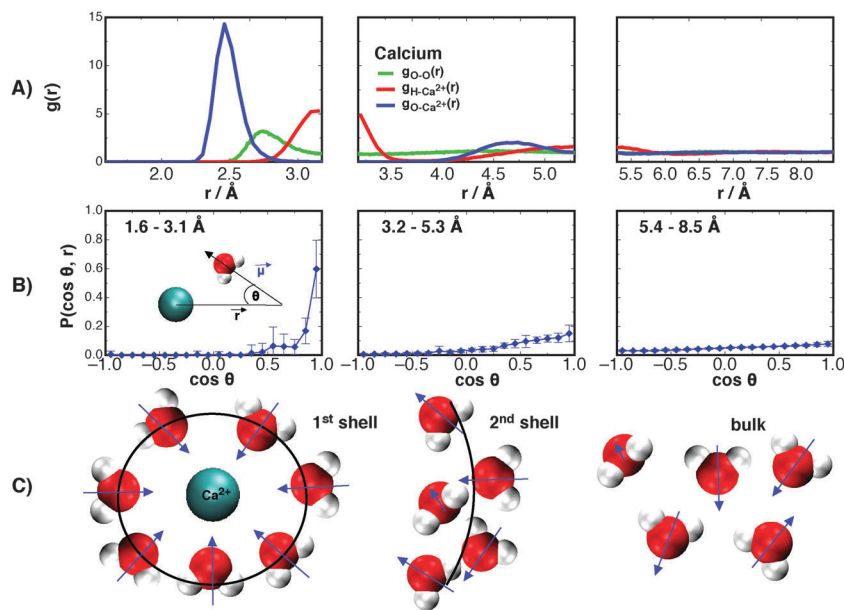 A)
g(r)
15
10
5
0
2.0
2.5
3.0
r / Å
Calcium
g_O-O(r)
g_H-Ca²⁺(r)
g_O-Ca²⁺(r)
3.5
4.0
4.5
5.0
r / Å
5.5
6.0
6.5
7.0
7.5
8.0
r / Å
B)
P(cos θ, r)
1.0
0.8
0.6
0.4
0.2
0.0
1.6 - 3.1 Å
μ⃗
θ
r⃗
−1.0
−0.5
0.0
0.5
1.0
cos θ
3.2 - 5.3 Å
−1.0
−0.5
0.0
0.5
1.0
cos θ
5.4 - 8.5 Å
−1.0
−0.5
0.0
0.5
1.0
cos θ
C)
1st shell
Ca²⁺
2nd shell
bulk